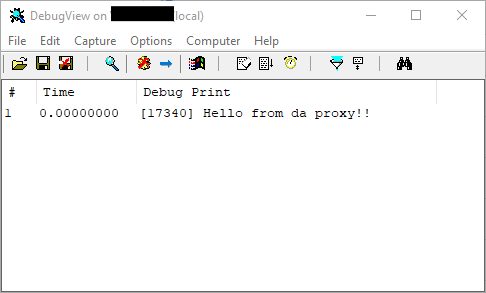 DebugView on local)
File Edit Capture Options Computer Help
# Time Debug Print
1 0.00000000 [17340] Hello from da proxy!!